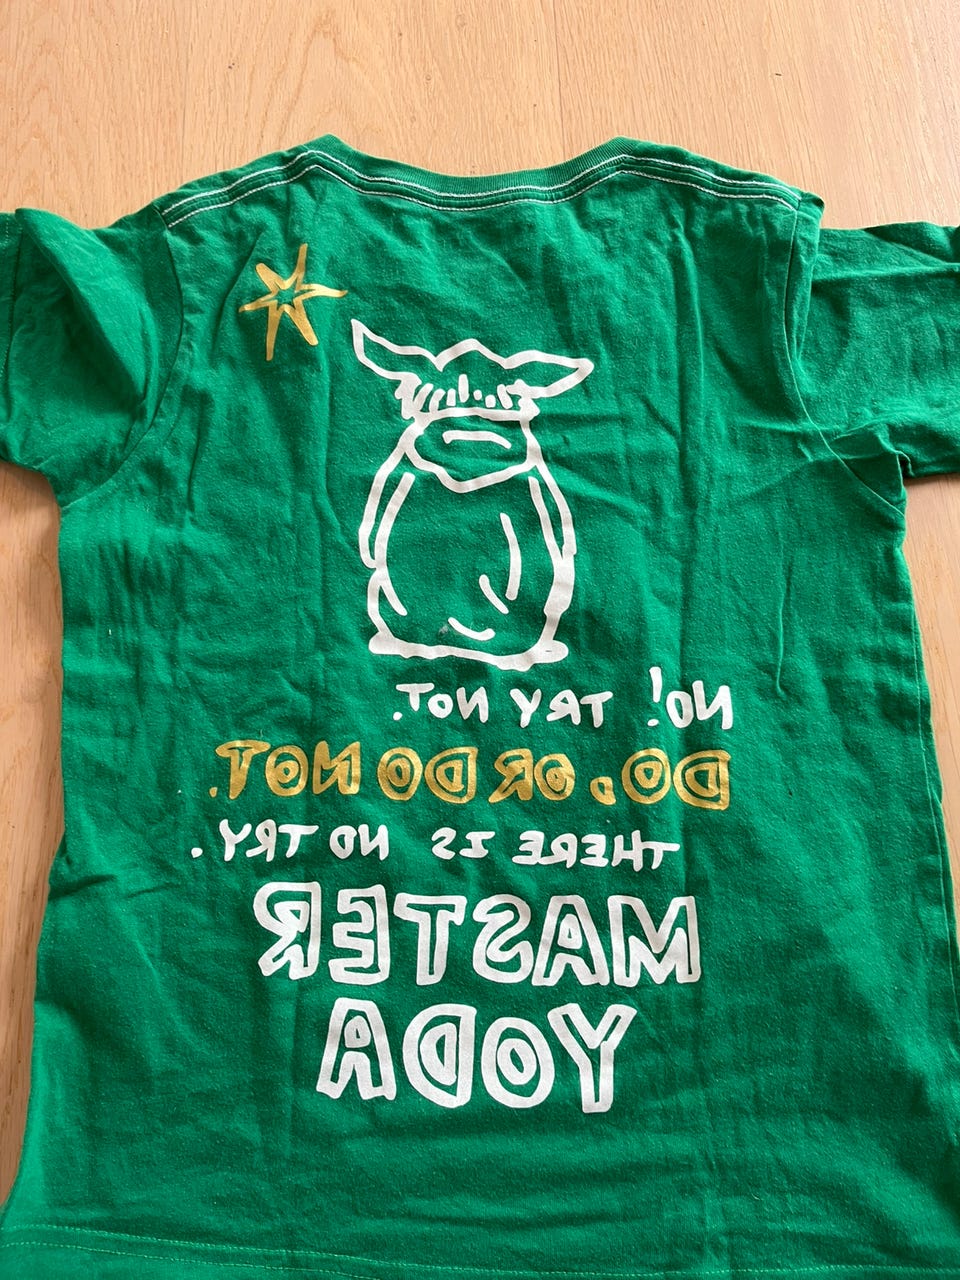 NO! TRY NOT.
DO, OR DO NOT.
THERE IS NO TRY.
MASTER
YODA